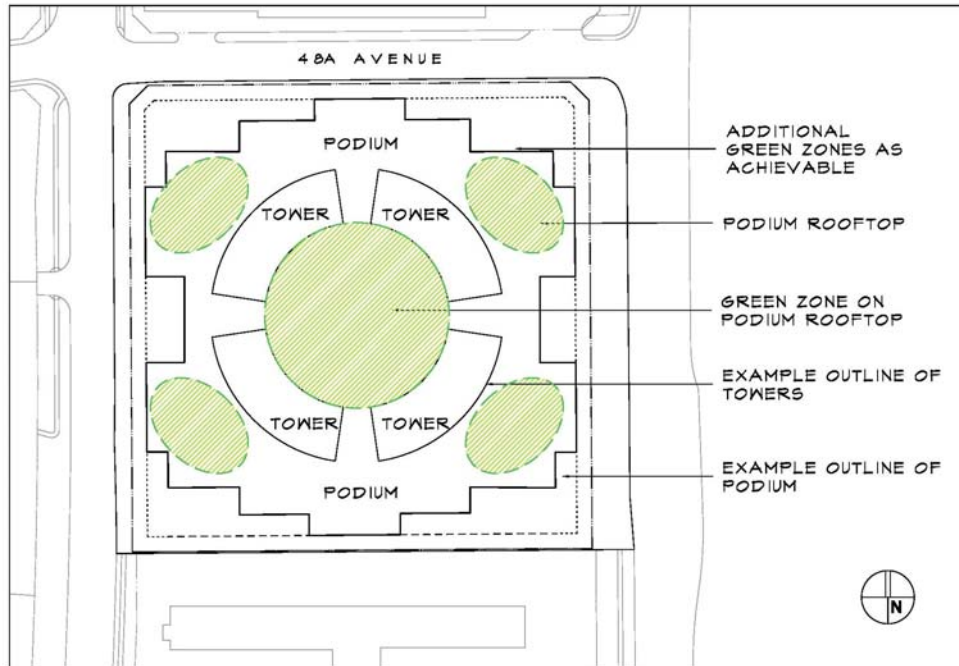 48A AVENUE
PODIUM
TOWER
TOWER
TOWER
TOWER
PODIUM
ADDITIONAL
GREEN ZONES AS
ACHIEVABLE
PODIUM ROOFTOP
GREEN ZONE ON
PODIUM ROOFTOP
EXAMPLE OUTLINE OF
TOWERS
EXAMPLE OUTLINE OF
PODIUM
N